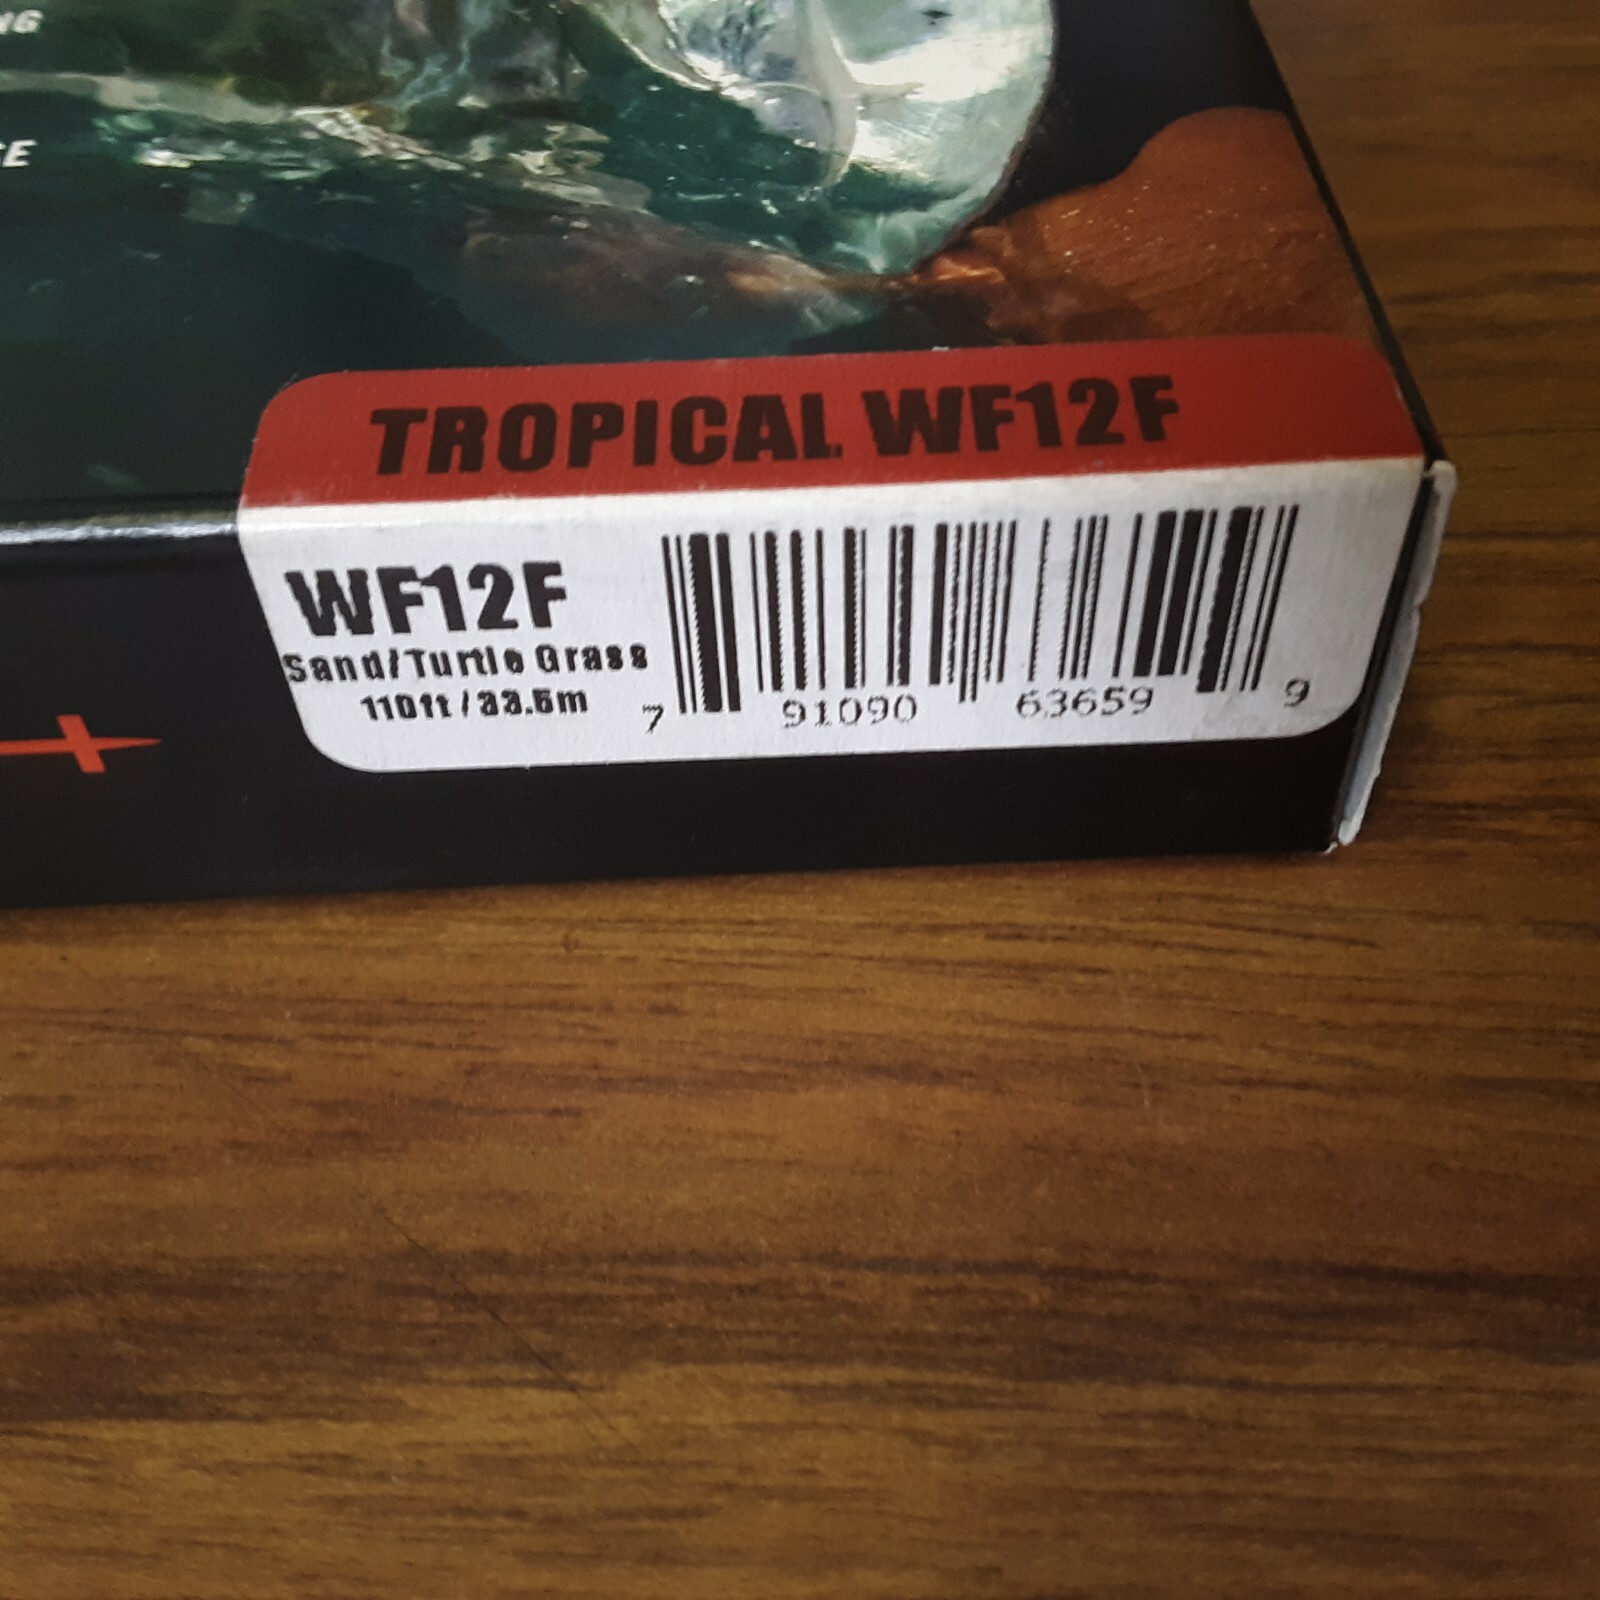 TROPICAL WF12F
WF12F
Sand/Turtle Grass
110ft / 33.5m
7 91090 63659 9